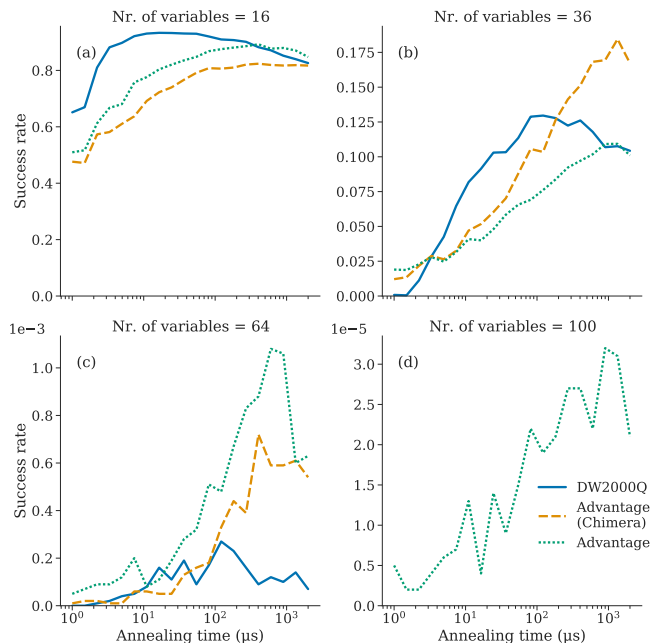 Nr. of variables = 16
Nr. of variables = 36
(a)
(b)
Success rate
0.8
0.6
0.4
0.2
0.0
0.175
0.150
0.125
0.100
0.075
0.050
0.025
0.000
1e−3
Nr. of variables = 64
1e−5
Nr. of variables = 100
(c)
(d)
Success rate
1.0
0.8
0.6
0.4
0.2
0.0
3.0
2.5
2.0
1.5
1.0
0.5
0.0
DW2000Q
Advantage
(Chimera)
Advantage
10⁰ 10¹ 10² 10³
10⁰ 10¹ 10² 10³
Annealing time (µs)
Annealing time (µs)